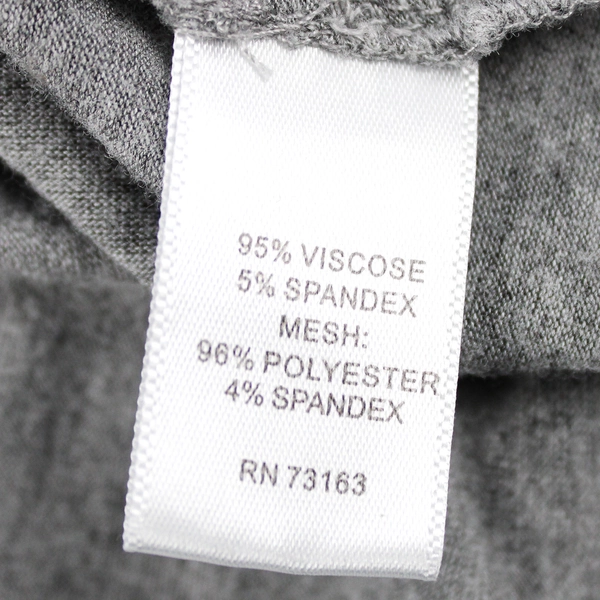 95% VISCOSE
5% SPANDEX
MESH:
96% POLYESTER
4% SPANDEX
RN 73163